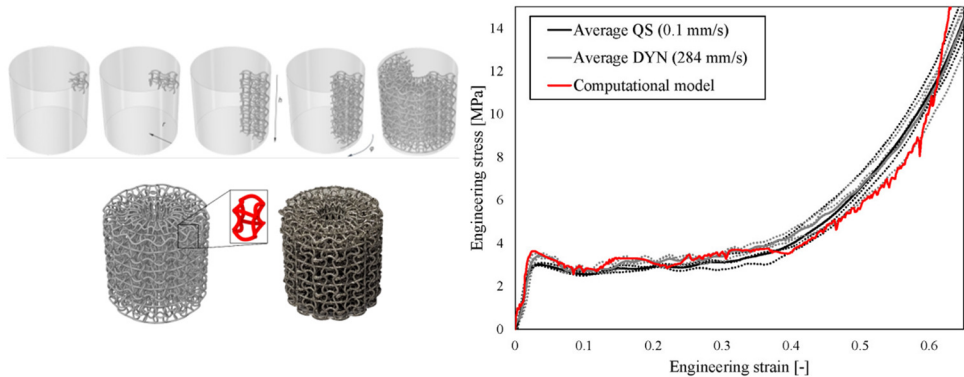 r
h
φ
Average QS (0.1 mm/s)
Average DYN (284 mm/s)
Computational model
Engineering stress [MPa]
14
12
10
8
6
4
2
0
0
0.1
0.2
0.3
0.4
0.5
0.6
Engineering strain [-]